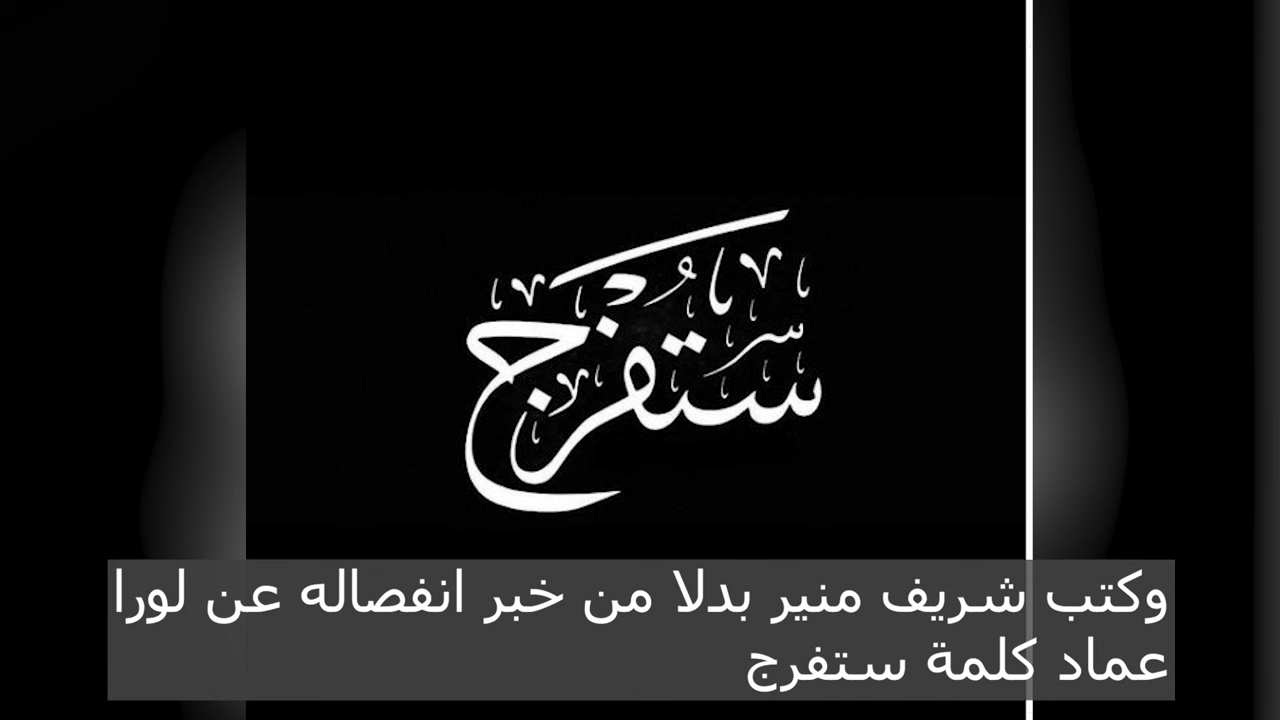 ستفرج
وكتب شريف منير بدلا من خبر انفصاله عن لورا
عماد كلمة ستفرج